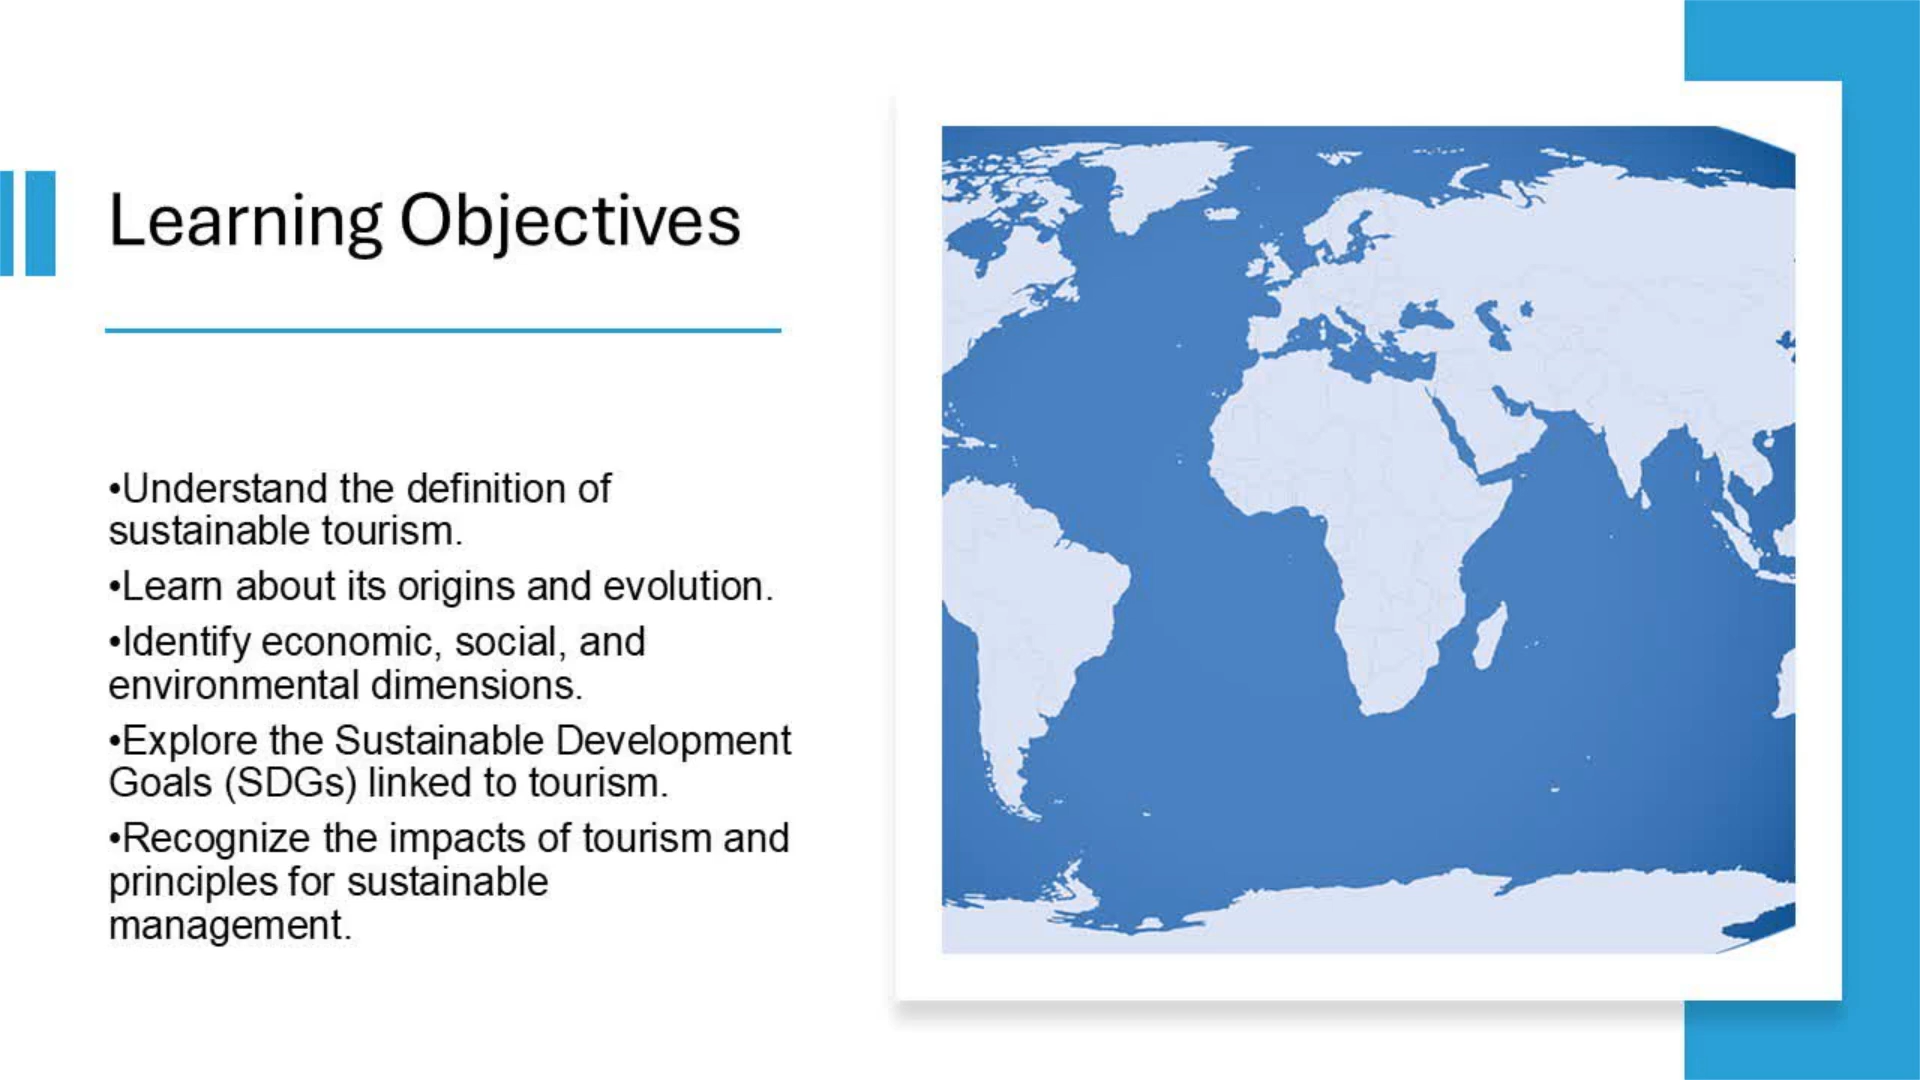 Learning Objectives
•Understand the definition of
sustainable tourism.
•Learn about its origins and evolution.
•Identify economic, social, and
environmental dimensions.
•Explore the Sustainable Development
Goals (SDGs) linked to tourism.
•Recognize the impacts of tourism and
principles for sustainable
management.